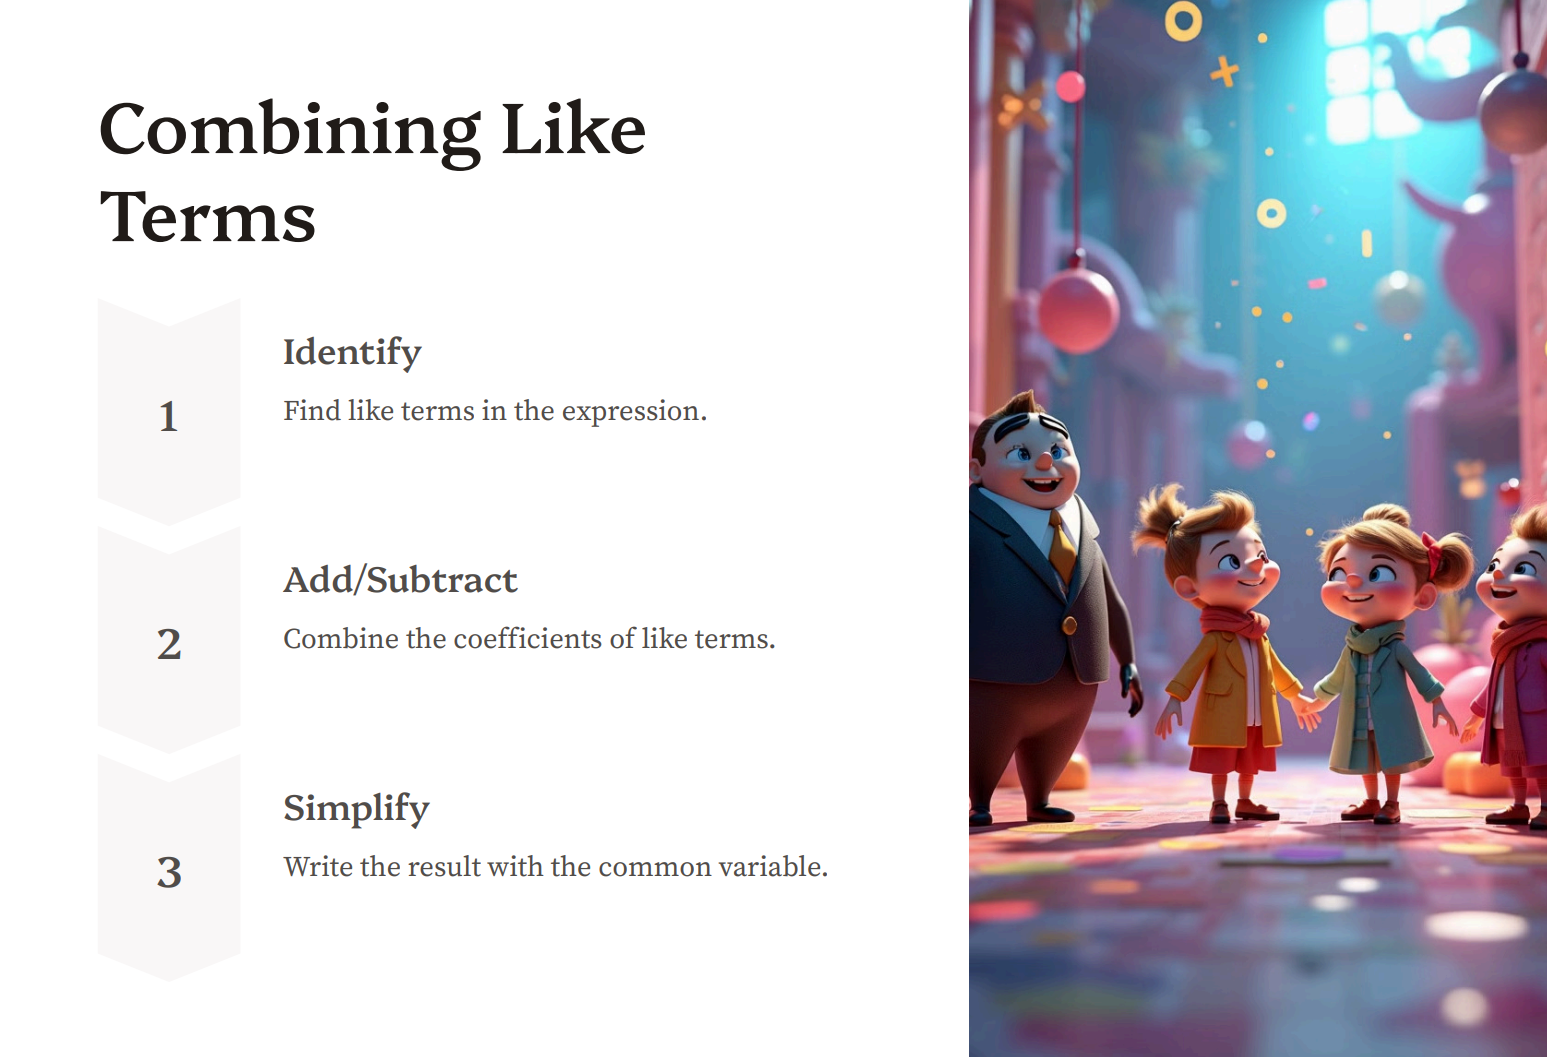 Combining Like
Terms
1
Identify
Find like terms in the expression.
2
Add/Subtract
Combine the coefficients of like terms.
3
Simplify
Write the result with the common variable.